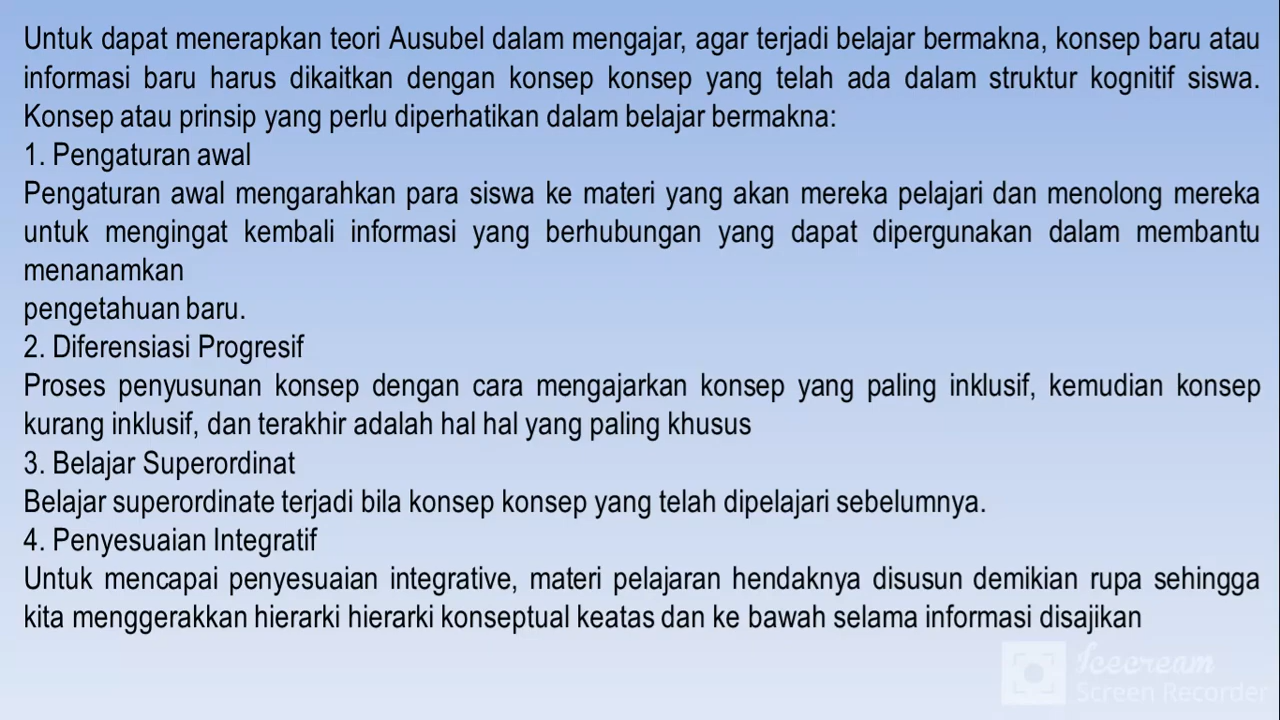 Untuk dapat menerapkan teori Ausubel dalam mengajar, agar terjadi belajar bermakna, konsep baru atau
informasi baru harus dikaitkan dengan konsep konsep yang telah ada dalam struktur kognitif siswa.
Konsep atau prinsip yang perlu diperhatikan dalam belajar bermakna:
1. Pengaturan awal
Pengaturan awal mengarahkan para siswa ke materi yang akan mereka pelajari dan menolong mereka
untuk mengingat kembali informasi yang berhubungan yang dapat dipergunakan dalam membantu
menanamkan
pengetahuan baru.
2. Diferensiasi Progresif
Proses penyusunan konsep dengan cara mengajarkan konsep yang paling inklusif, kemudian konsep
kurang inklusif, dan terakhir adalah hal hal yang paling khusus
3. Belajar Superordinat
Belajar superordinate terjadi bila konsep konsep yang telah dipelajari sebelumnya.
4. Penyesuaian Integratif
Untuk mencapai penyesuaian integrative, materi pelajaran hendaknya disusun demikian rupa sehingga
kita menggerakkan hierarki hierarki konseptual keatas dan ke bawah selama informasi disajikan
Icecream
Screen Recorder